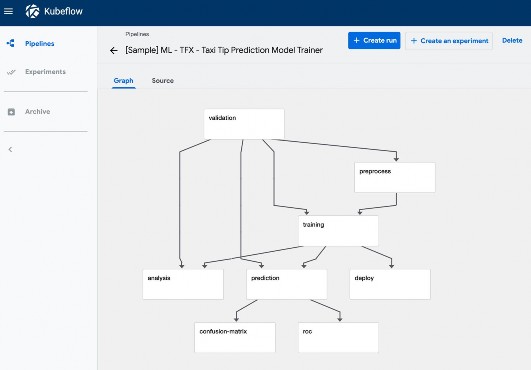 Kubeflow
Pipelines
Experiments
Archive
Pipelines
[Sample] ML - TFX - Taxi Tip Prediction Model Trainer
+ Create run
+ Create an experiment
Delete
Graph
Source
validation
preprocess
training
analysis
prediction
deploy
confusion-matrix
roc